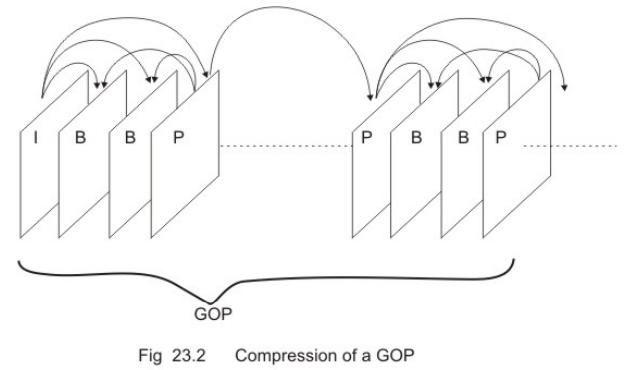 I B B P P B B P
GOP
Fig 23.2 Compression of a GOP